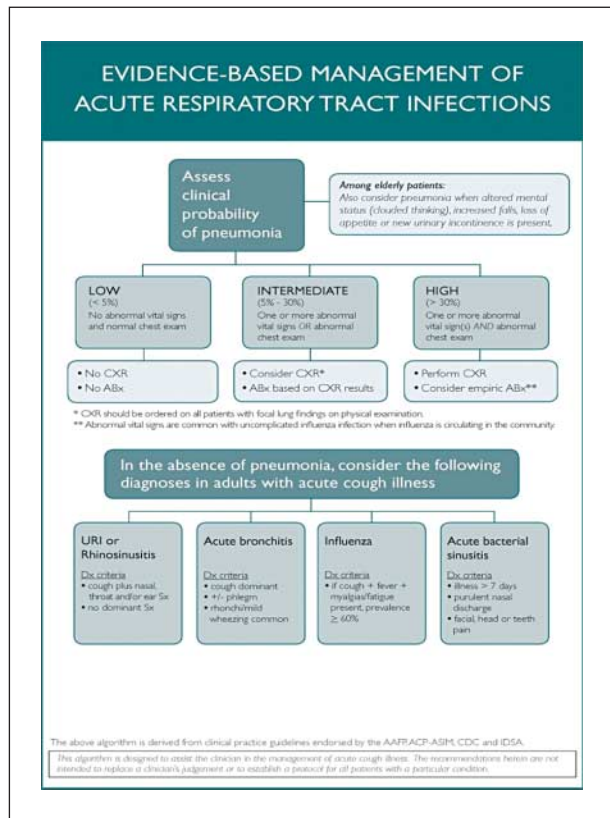 EVIDENCE-BASED MANAGEMENT OF
ACUTE RESPIRATORY TRACT INFECTIONS
Assess
clinical
probability
of pneumonia
Among elderly patients:
Also consider pneumonia when altered mental
status (clouded thinking), increased falls, loss of
appetite or new urinary incontinence is present.
LOW
(< 5%)
No abnormal vital signs
and normal chest exam
• No CXR
• No ABx
INTERMEDIATE
(5% - 30%)
One or more abnormal
vital signs OR abnormal
chest exam
• Consider CXR*
• ABx based on CXR results
HIGH
(> 30%)
One or more abnormal
vital sign(s) AND abnormal
chest exam
• Perform CXR
• Consider empiric ABx**
* CXR should be ordered on all patients with focal lung findings on physical examination.
** Abnormal vital signs are common with uncomplicated influenza infection when influenza is circulating in the community.
In the absence of pneumonia, consider the following
diagnoses in adults with acute cough illness
URI or
Rhinosinusitis
Dx criteria
• cough plus nasal,
throat and/or ear Sx
• no dominant Sx
Acute bronchitis
Dx criteria
• cough dominant
• +/- phlegm
• rhonchi/mild
wheezing common
Influenza
Dx criteria
• if cough + fever +
myalgias/fatigue
present, prevalence
≥ 60%
Acute bacterial
sinusitis
Dx criteria
• illness > 7 days
• purulent nasal
discharge
• facial, head or teeth
pain
The above algorithm is derived from clinical practice guidelines endorsed by the AAFP, ACP-ASIM, CDC and IDSA.
This algorithm is designed to assist the clinician in the management of acute cough illness. The recommendations herein are not
intended to replace a clinician's judgement or to establish a protocol for all patients with a particular condition.